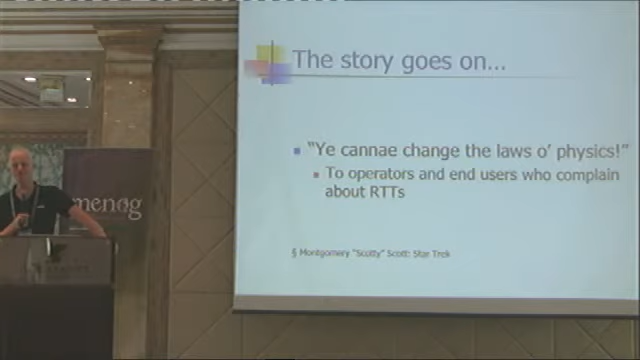 The story goes on...
"Ye cannae change the laws o' physics!"
To operators and end users who complain
about RTTs
§ Montgomery "Scotty" Scott: Star Trek
menog